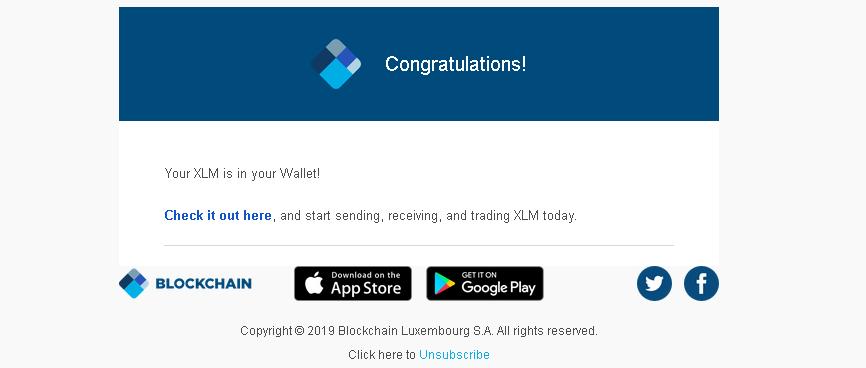 Congratulations!
Your XLM is in your Wallet!
Check it out here, and start sending, receiving, and trading XLM today.
BLOCKCHAIN
Download on the
App Store
GET IT ON
Google Play
Copyright © 2019 Blockchain Luxembourg S.A. All rights reserved.
Click here to Unsubscribe